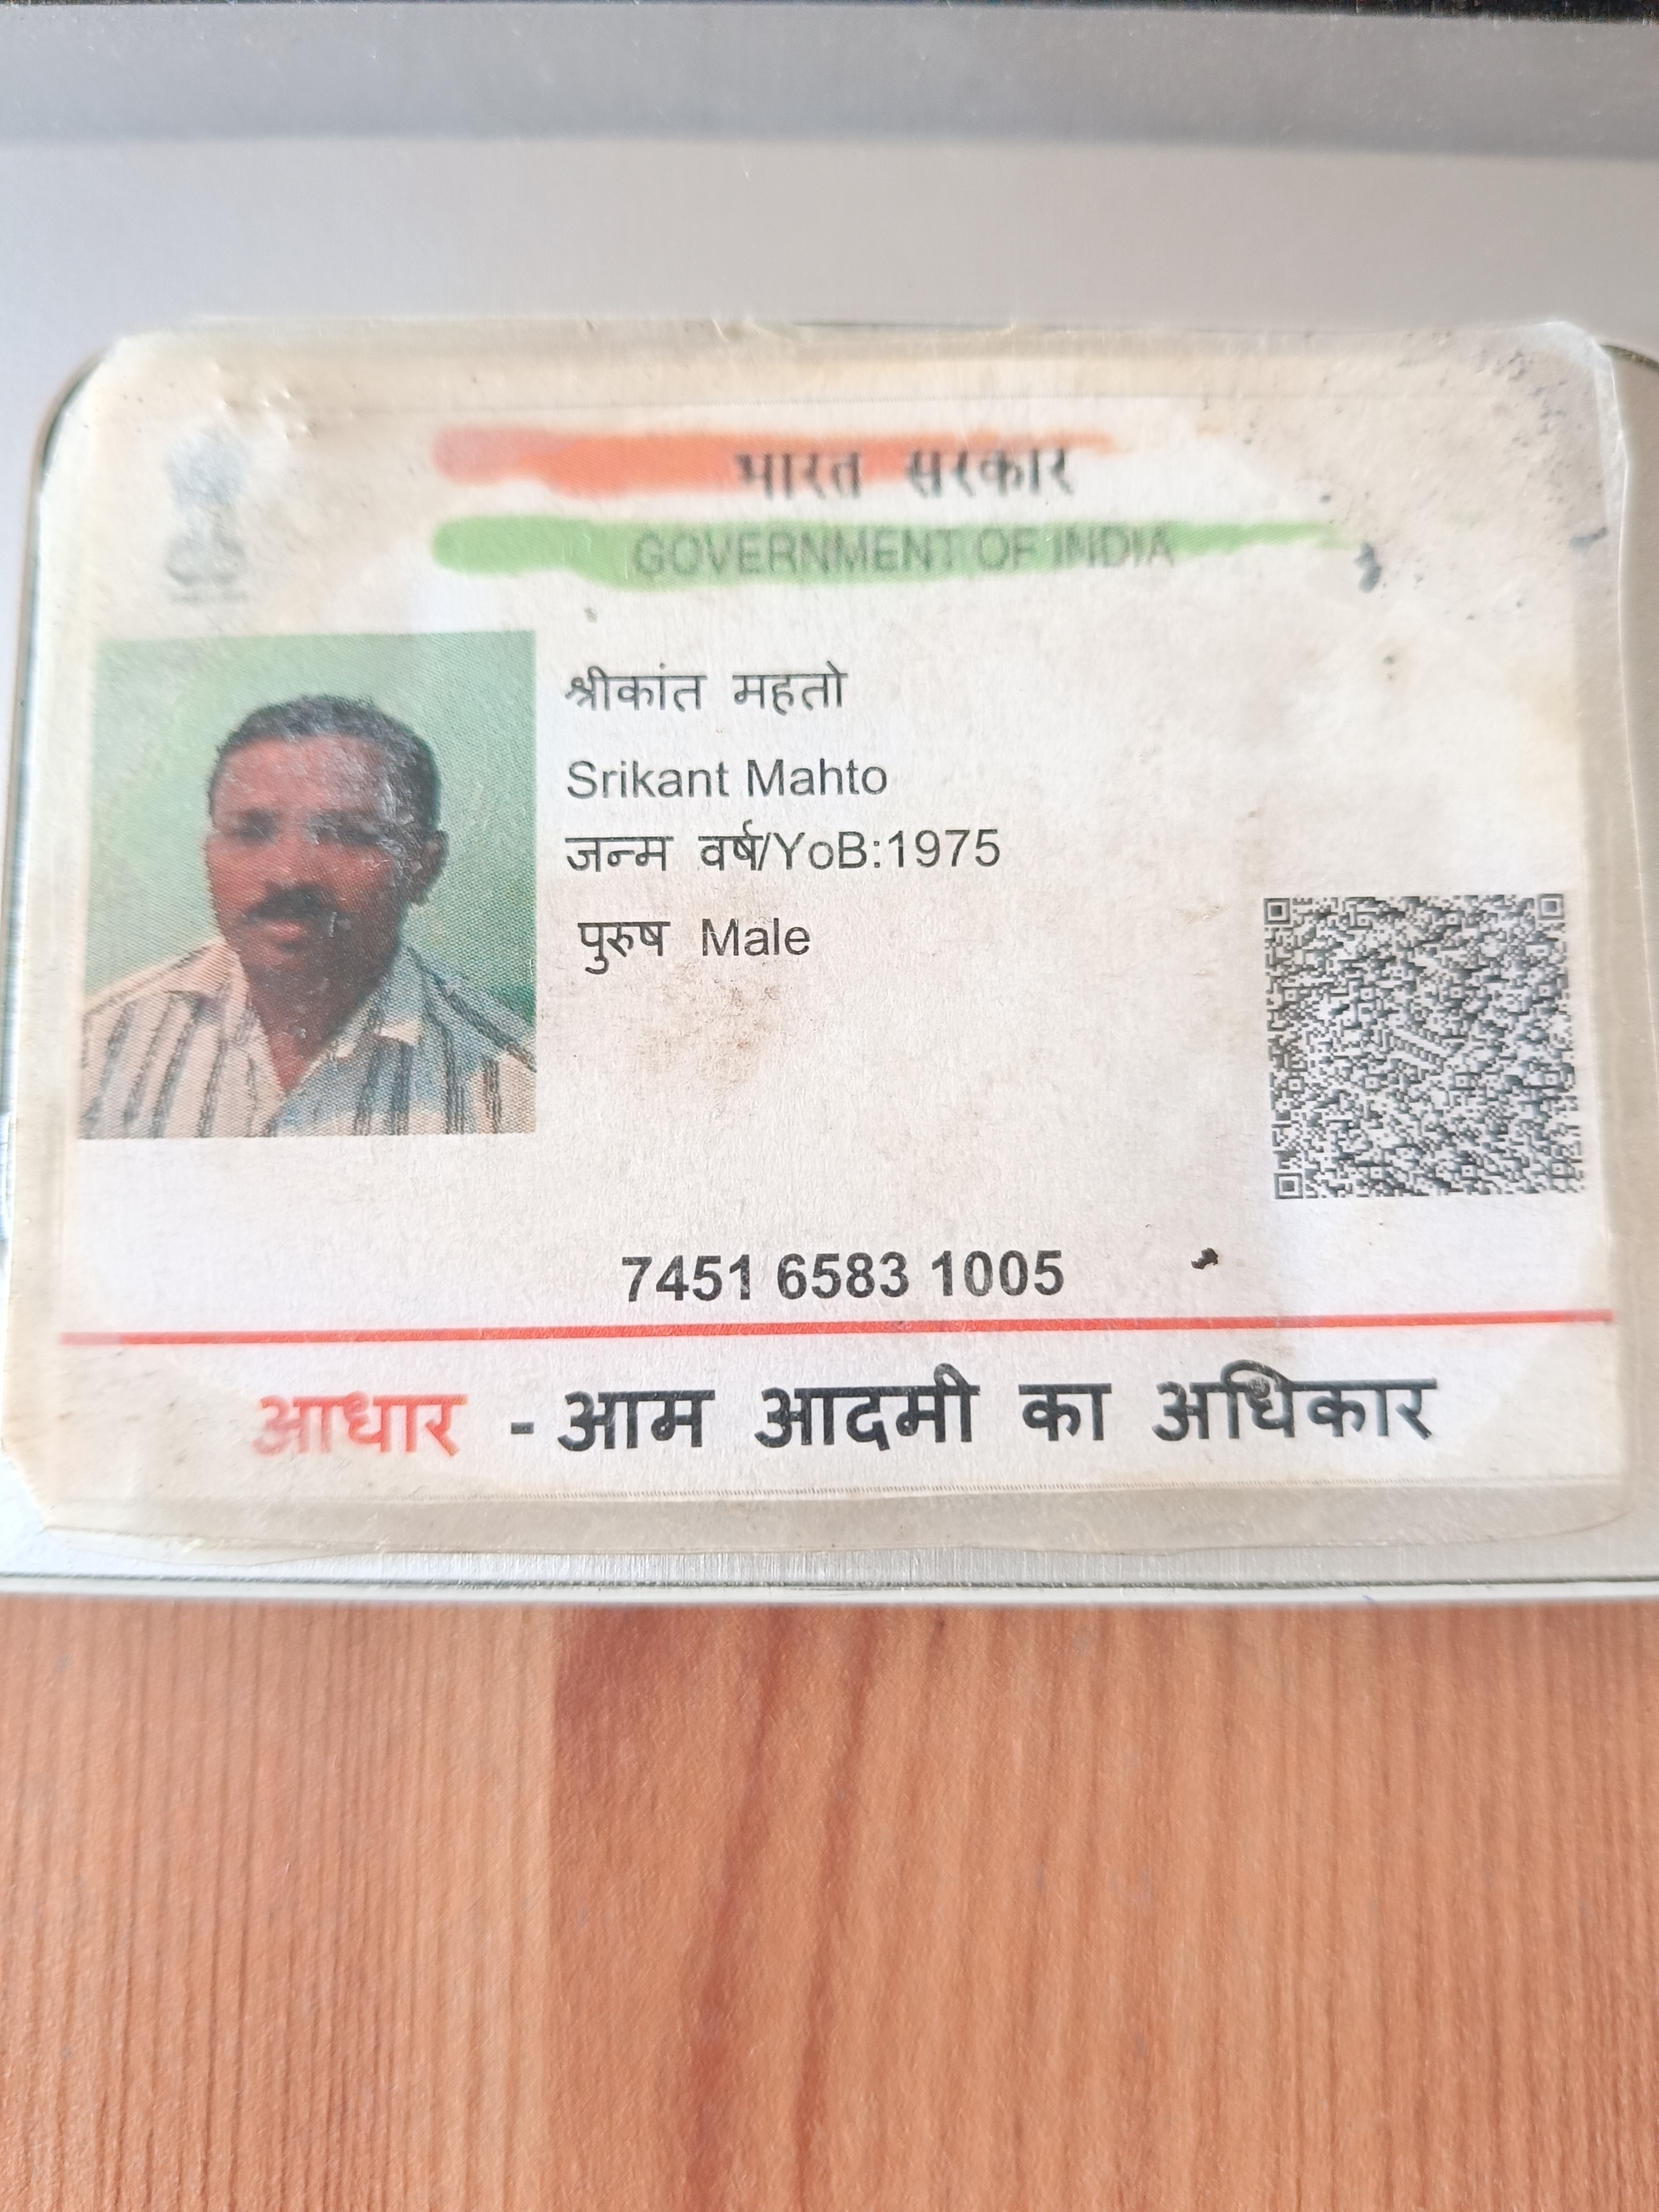 भारत सरकार
GOVERNMENT OF INDIA
श्रीकांत महतो
Srikant Mahto
जन्म वर्ष/YoB:1975
पुरुष Male
7451 6583 1005
आधार - आम आदमी का अधिकार